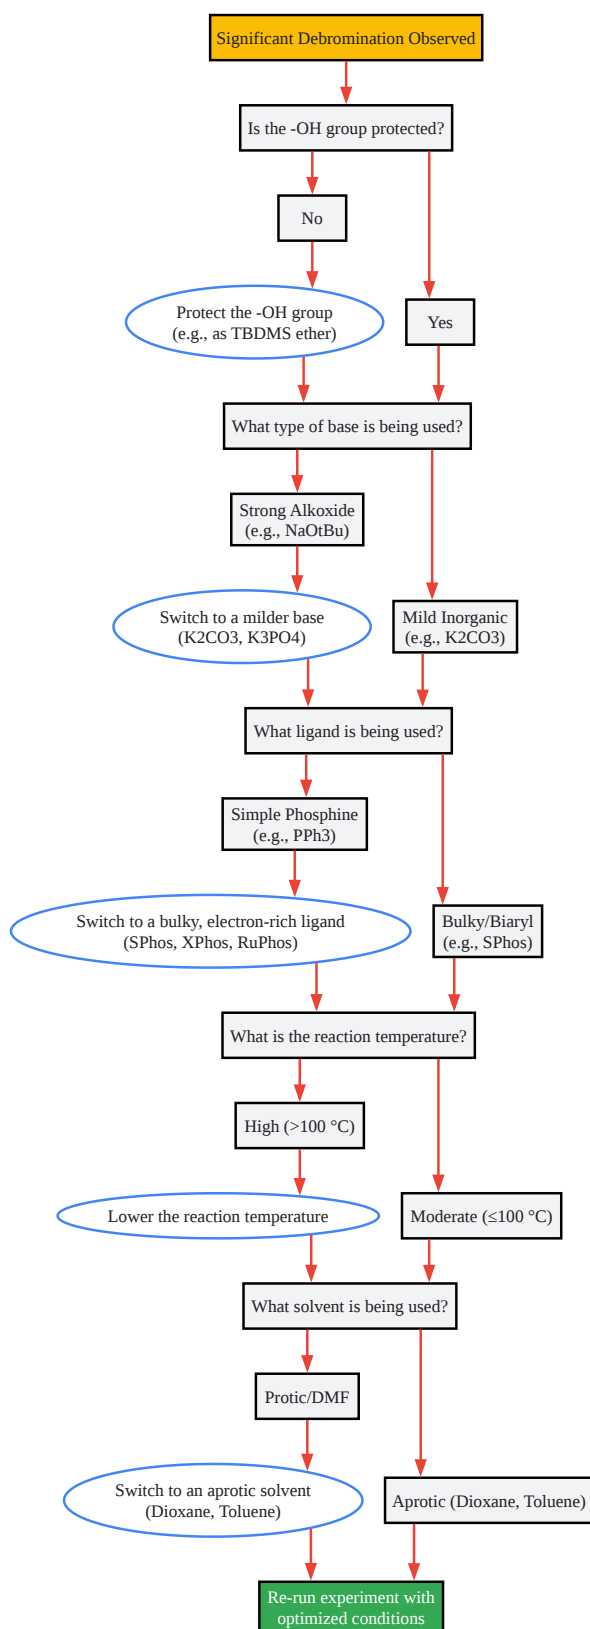 Significant Debromination Observed
Is the -OH group protected?
No
Protect the -OH group
(e.g., as TBDMS ether)
Yes
What type of base is being used?
Strong Alkoxide
(e.g., NaOtBu)
Switch to a milder base
(K2CO3, K3PO4)
Mild Inorganic
(e.g., K2CO3)
What ligand is being used?
Simple Phosphine
(e.g., PPh3)
Switch to a bulky, electron-rich ligand
(SPhos, XPhos, RuPhos)
Bulky/Biaryl
(e.g., SPhos)
What is the reaction temperature?
High (>100 °C)
Lower the reaction temperature
Moderate (≤100 °C)
What solvent is being used?
Protic/DMF
Switch to an aprotic solvent
(Dioxane, Toluene)
Aprotic (Dioxane, Toluene)
Re-run experiment with
optimized conditions